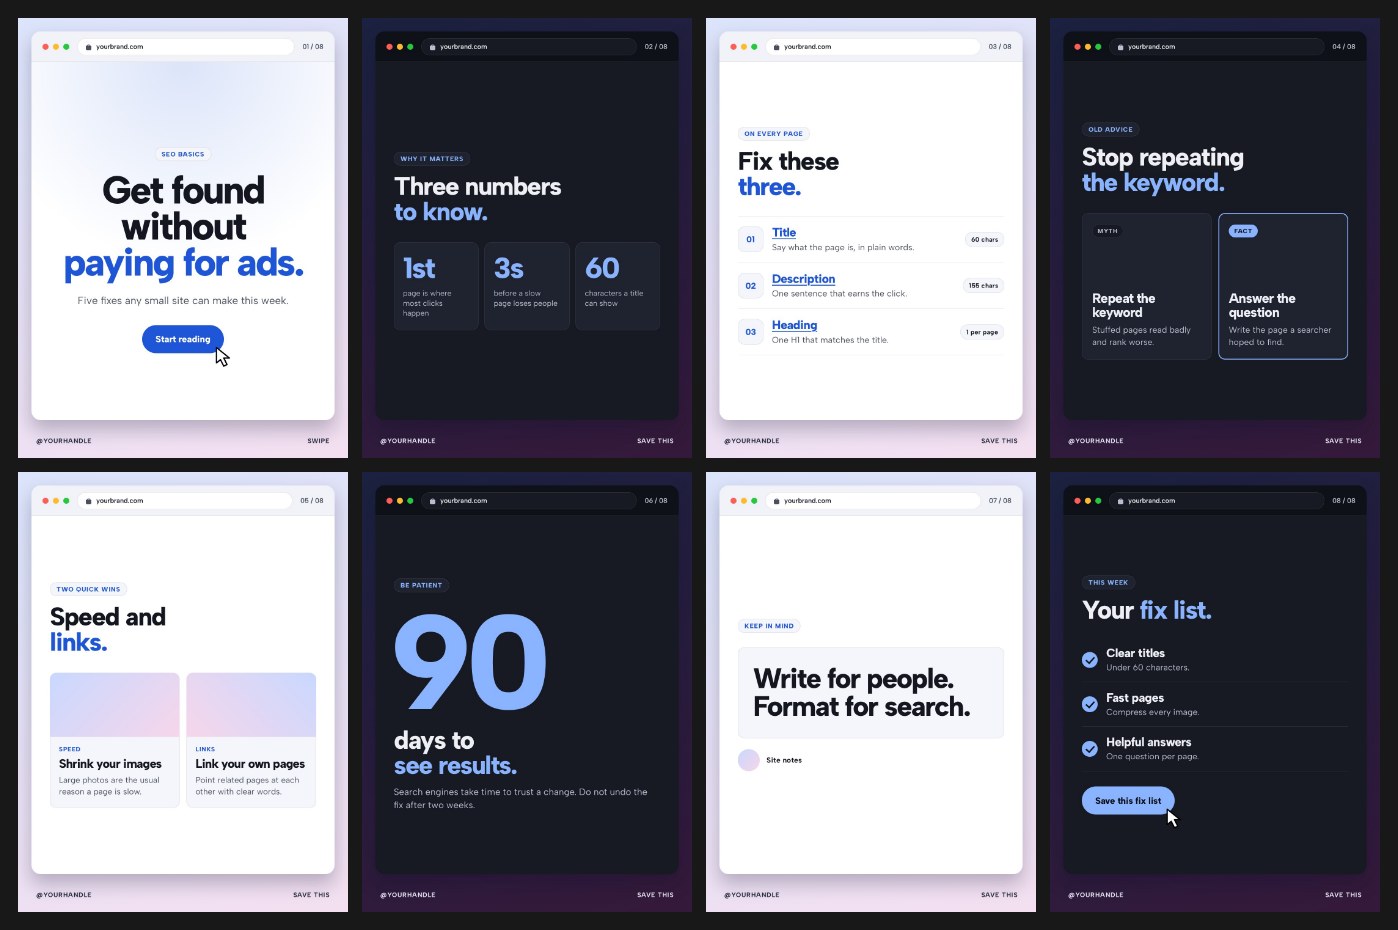 yourbrand.com 01 / 08
SEO BASICS
Get found
without
paying for ads.
Five fixes any small site can make this week.
Start reading
@YOURHANDLE SWIPE
yourbrand.com 02 / 08
WHY IT MATTERS
Three numbers
to know.
1st
page is where
most clicks
happen
3s
before a slow
page loses people
60
characters a title
can show
@YOURHANDLE SAVE THIS
yourbrand.com 03 / 08
ON EVERY PAGE
Fix these
three.
01 Title 60 chars
Say what the page is, in plain words.
02 Description 155 chars
One sentence that earns the click.
03 Heading 1 per page
One H1 that matches the title.
@YOURHANDLE SAVE THIS
yourbrand.com 04 / 08
OLD ADVICE
Stop repeating
the keyword.
MYTH
Repeat the
keyword
Stuffed pages read badly
and rank worse.
FACT
Answer the
question
Write the page a searcher
hoped to find.
@YOURHANDLE SAVE THIS
yourbrand.com 05 / 08
TWO QUICK WINS
Speed and
links.
SPEED
Shrink your images
Large photos are the usual
reason a page is slow.
LINKS
Link your own pages
Point related pages at each
other with clear words.
@YOURHANDLE SAVE THIS
yourbrand.com 06 / 08
BE PATIENT
90
days to
see results.
Search engines take time to trust a change. Do not undo the
fix after two weeks.
@YOURHANDLE SAVE THIS
yourbrand.com 07 / 08
KEEP IN MIND
Write for people.
Format for search.
Site notes
@YOURHANDLE SAVE THIS
yourbrand.com 08 / 08
THIS WEEK
Your fix list.
Clear titles
Under 60 characters.
Fast pages
Compress every image.
Helpful answers
One question per page.
Save this fix list
@YOURHANDLE SAVE THIS